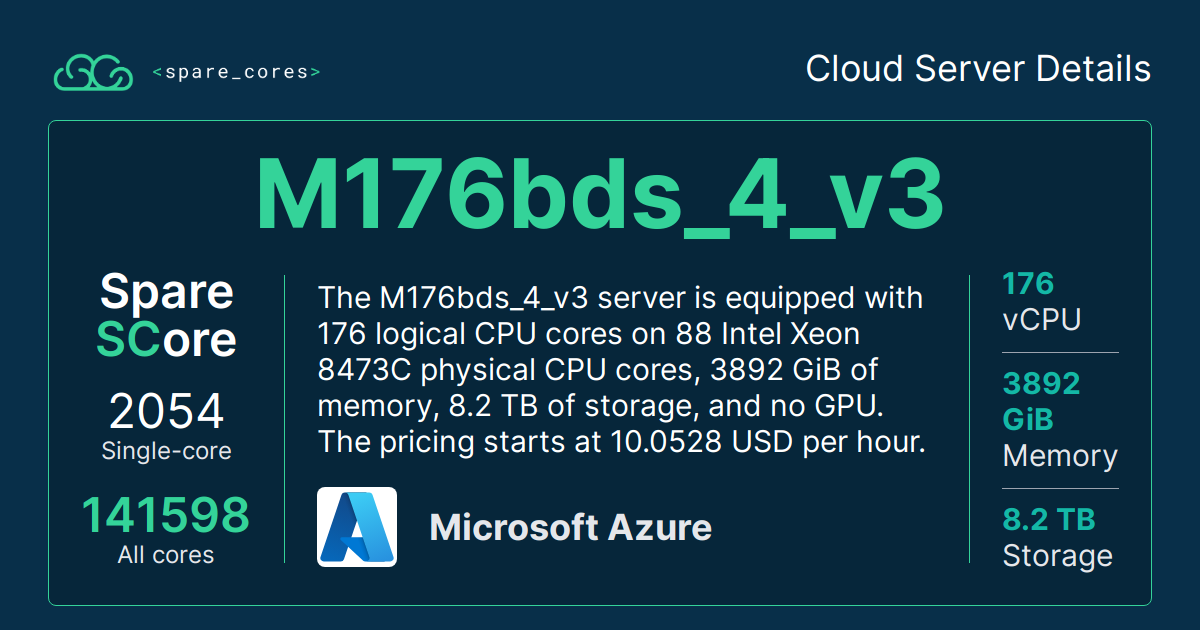 <spare_cores>
Cloud Server Details
M176bds_4_v3
Spare
SCore
2054
Single-core
141598
All cores
The M176bds_4_v3 server is equipped with
176 logical CPU cores on 88 Intel Xeon
8473C physical CPU cores, 3892 GiB of
memory, 8.2 TB of storage, and no GPU.
The pricing starts at 10.0528 USD per hour.
Microsoft Azure
176
vCPU
3892
GiB
Memory
8.2 TB
Storage